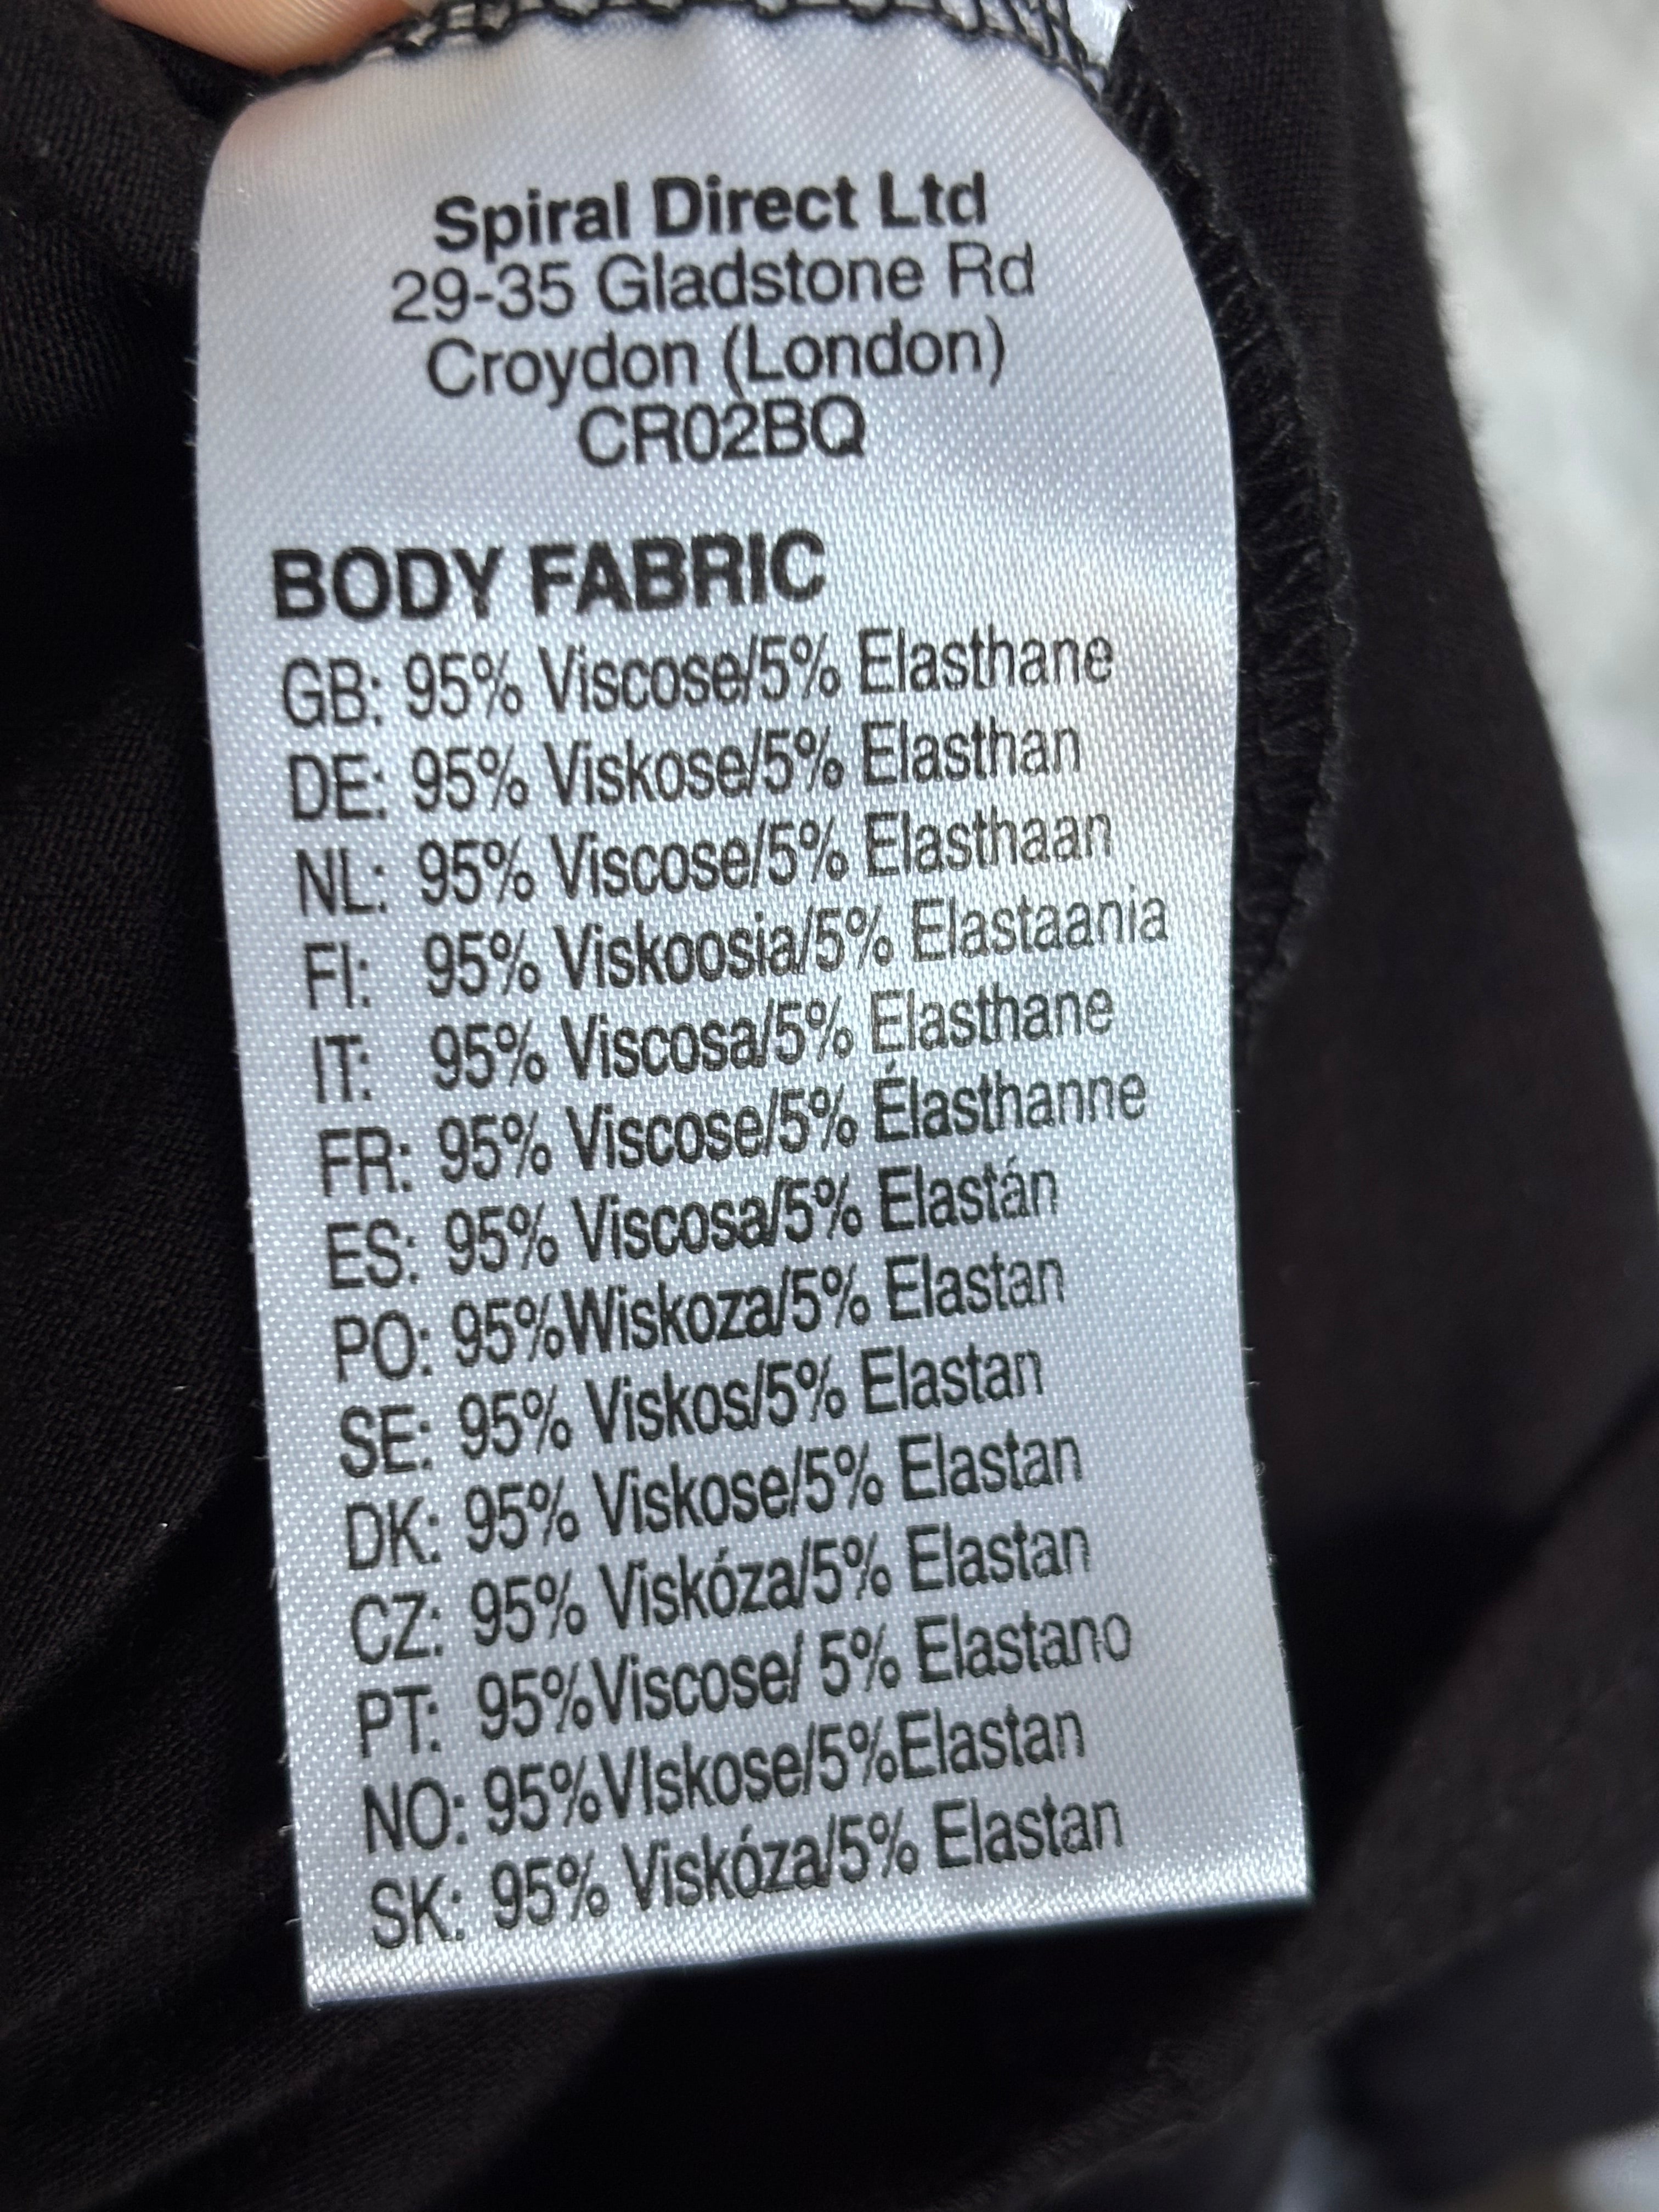 Spiral Direct Ltd
29-35 Gladstone Rd
Croydon (London)
CR02BQ
BODY FABRIC
GB: 95% Viscose/5% Elasthane
DE: 95% Viskose/5% Elasthan
NL: 95% Viscose/5% Elasthaan
FI: 95% Viskoosia/5% Elastaania
IT: 95% Viscosa/5% Elasthane
FR: 95% Viscose/5% Élasthanne
ES: 95% Viscosa/5% Elastán
PO: 95%Wiskoza/5% Elastan
SE: 95% Viskos/5% Elastan
DK: 95% Viskose/5% Elastan
CZ: 95% Viskóza/5% Elastan
PT: 95%Viscose/ 5% Elastano
NO: 95%VIskose/5%Elastan
SK: 95% Viskóza/5% Elastan